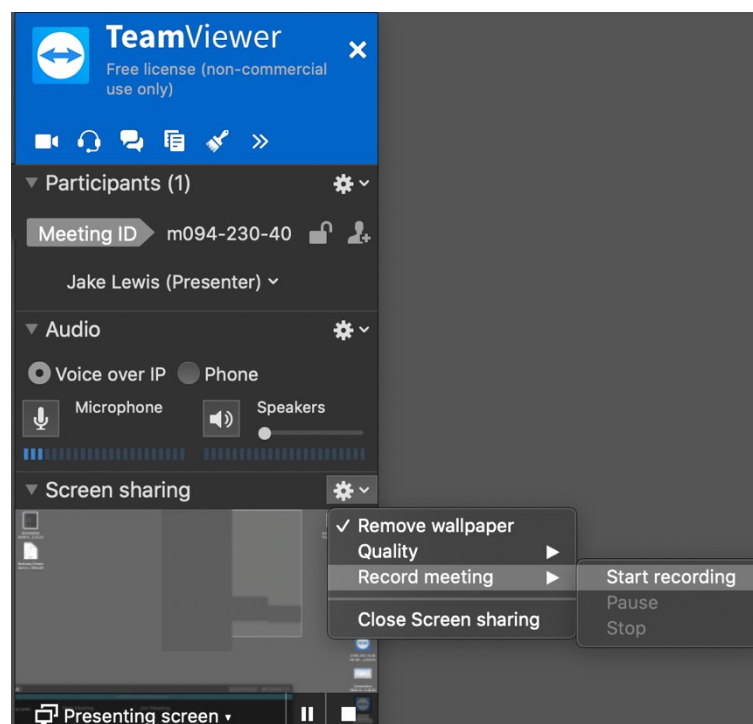 TeamViewer
Free license (non-commercial
use only)
Participants (1)
Meeting ID m094-230-40
Jake Lewis (Presenter)
Audio
Voice over IP Phone
Microphone Speakers
Screen sharing
✓ Remove wallpaper
Quality
Record meeting
Start recording
Pause
Close Screen sharing
Stop
Presenting screen